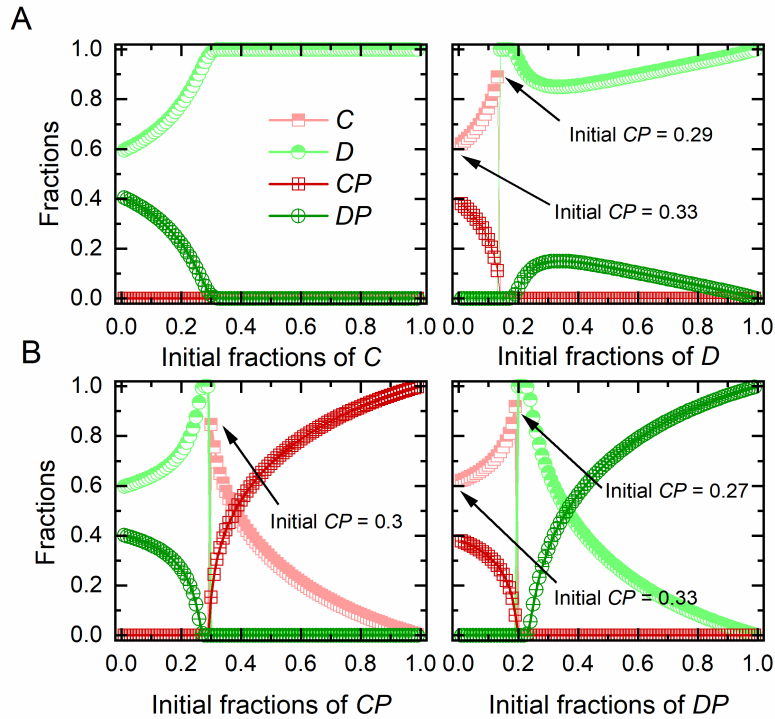 A
Fractions
1.0
0.8
0.6
0.4
0.2
0.0
C
D
CP
DP
0.0 0.2 0.4 0.6 0.8 1.0
Initial fractions of C
Initial CP = 0.29
Initial CP = 0.33
0.0 0.2 0.4 0.6 0.8 1.0
Initial fractions of D
B
Fractions
1.0
0.8
0.6
0.4
0.2
0.0
Initial CP = 0.3
0.0 0.2 0.4 0.6 0.8 1.0
Initial fractions of CP
Initial CP = 0.27
Initial CP = 0.33
0.0 0.2 0.4 0.6 0.8 1.0
Initial fractions of DP